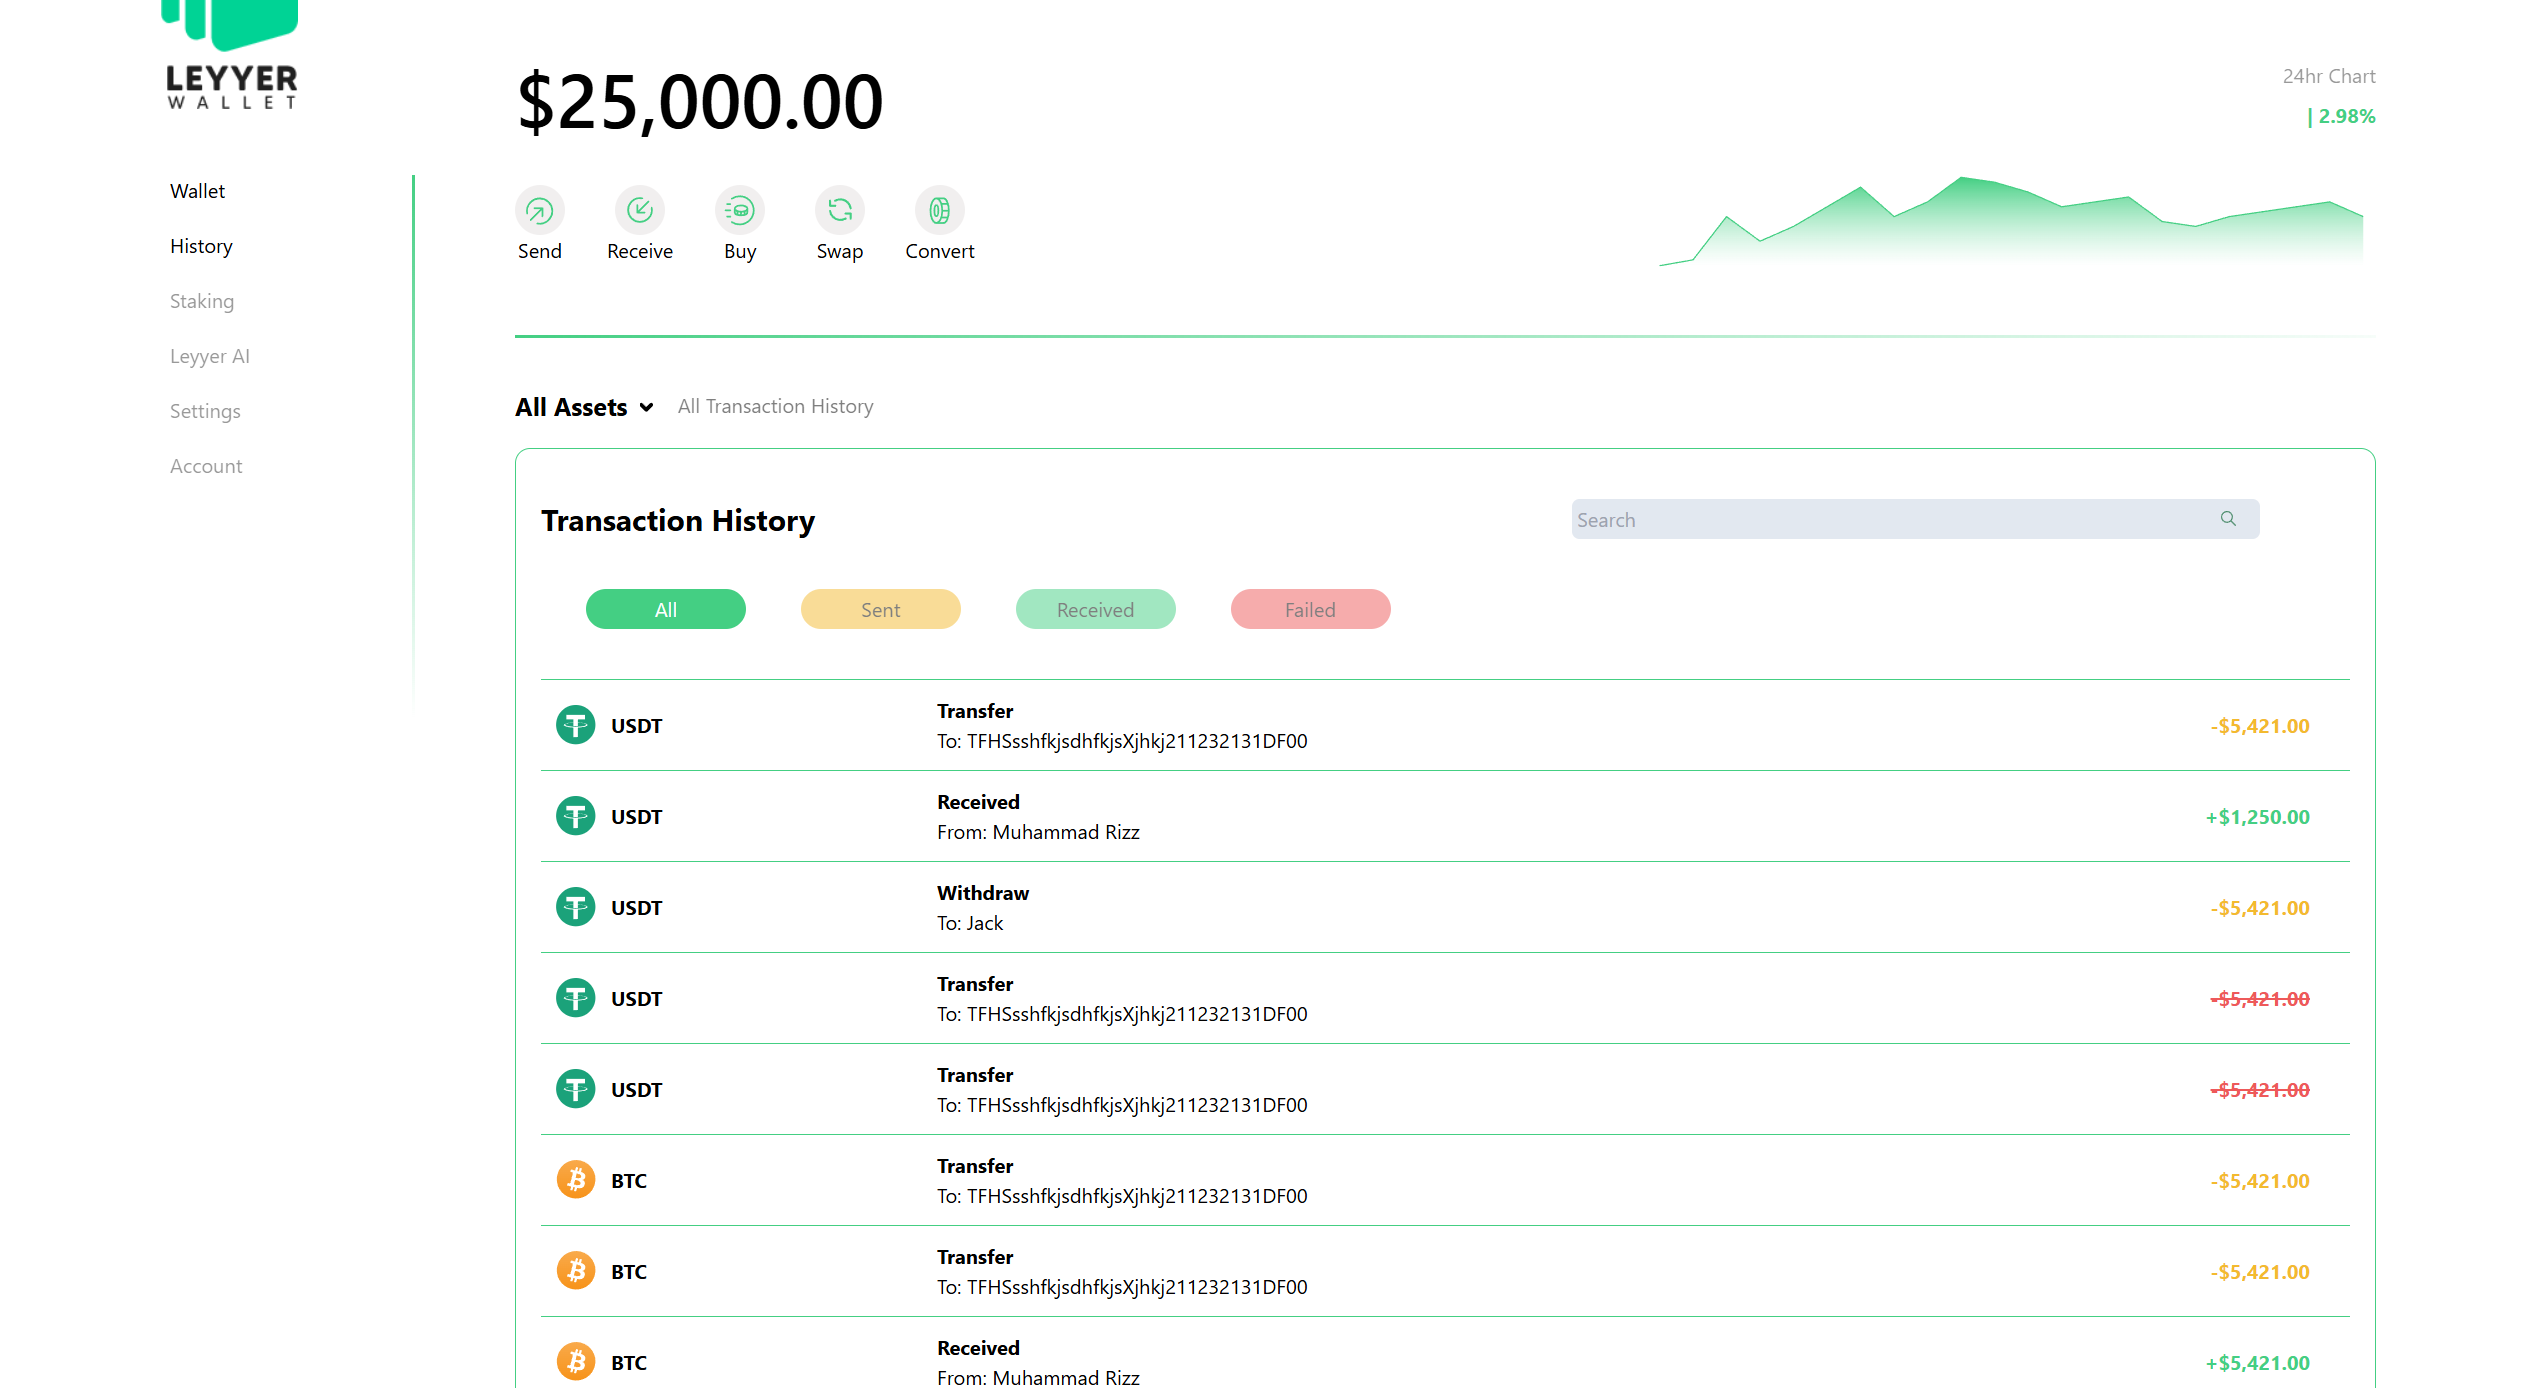 LEYYER
WALLET
$25,000.00
24hr Chart
| 2.98%
Wallet
History
Staking
Leyyer AI
Settings
Account
Send
Receive
Buy
Swap
Convert
All Assets
All Transaction History
Transaction History
Search
All
Sent
Received
Failed
USDT
Transfer
To: TFHSsshfkjsdhfkjsXjhkj211232131DF00
-$5,421.00
USDT
Received
From: Muhammad Rizz
+$1,250.00
USDT
Withdraw
To: Jack
-$5,421.00
USDT
Transfer
To: TFHSsshfkjsdhfkjsXjhkj211232131DF00
-$5,421.00
USDT
Transfer
To: TFHSsshfkjsdhfkjsXjhkj211232131DF00
-$5,421.00
BTC
Transfer
To: TFHSsshfkjsdhfkjsXjhkj211232131DF00
-$5,421.00
BTC
Transfer
To: TFHSsshfkjsdhfkjsXjhkj211232131DF00
-$5,421.00
BTC
Received
From: Muhammad Rizz
+$5,421.00